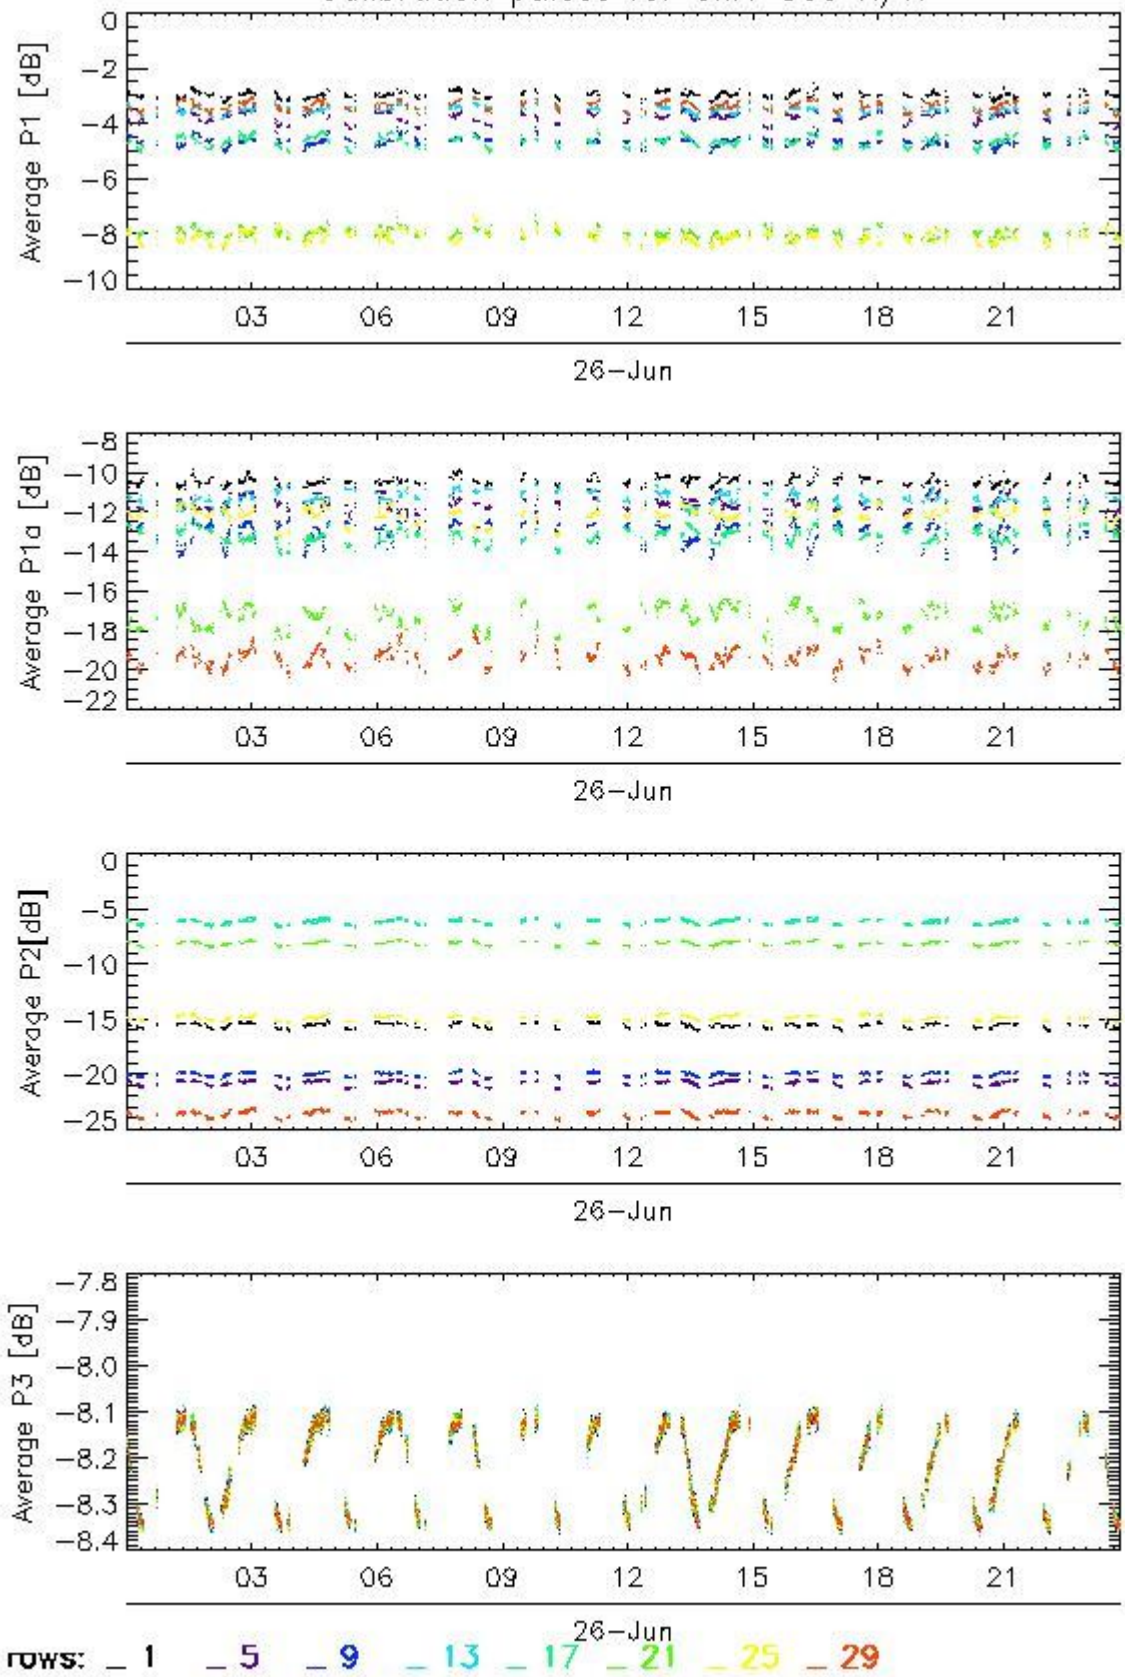 Average P1 [dB]
0
-2
-4
-6
-8
-10
03 06 09 12 15 18 21
26-Jun
Average P1a [dB]
-8
-10
-12
-14
-16
-18
-20
-22
03 06 09 12 15 18 21
26-Jun
Average P2[dB]
0
-5
-10
-15
-20
-25
03 06 09 12 15 18 21
26-Jun
Average P3 [dB]
-7.8
-7.9
-8.0
-8.1
-8.2
-8.3
-8.4
03 06 09 12 15 18 21
26-Jun
rows: _ 1 _ 5 _ 9 _ 13 _ 17 _ 21 _ 25 _ 29